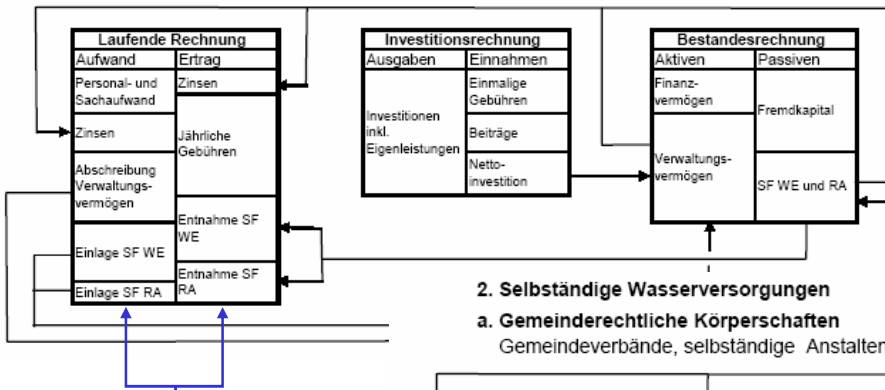 Laufende Rechnung
Aufwand
Ertrag
Personal- und
Sachaufwand
Zinsen
Abschreibung
Verwaltungs-
vermögen
Einlage SF WE
Einlage SF RA
Zinsen
Jährliche
Gebühren
Entnahme SF
WE
Entnahme SF
RA
Investitionsrechnung
Ausgaben
Einnahmen
Investitionen
inkl.
Eigenleistungen
Einmalige
Gebühren
Beiträge
Netto-
investition
Bestandesrechnung
Aktiven
Passiven
Finanz-
vermögen
Verwaltungs-
vermögen
Fremdkapital
SF WE und RA
2. Selbständige Wasserversorgungen
a. Gemeinderechtliche Körperschaften
Gemeindeverbände, selbständige Anstalten